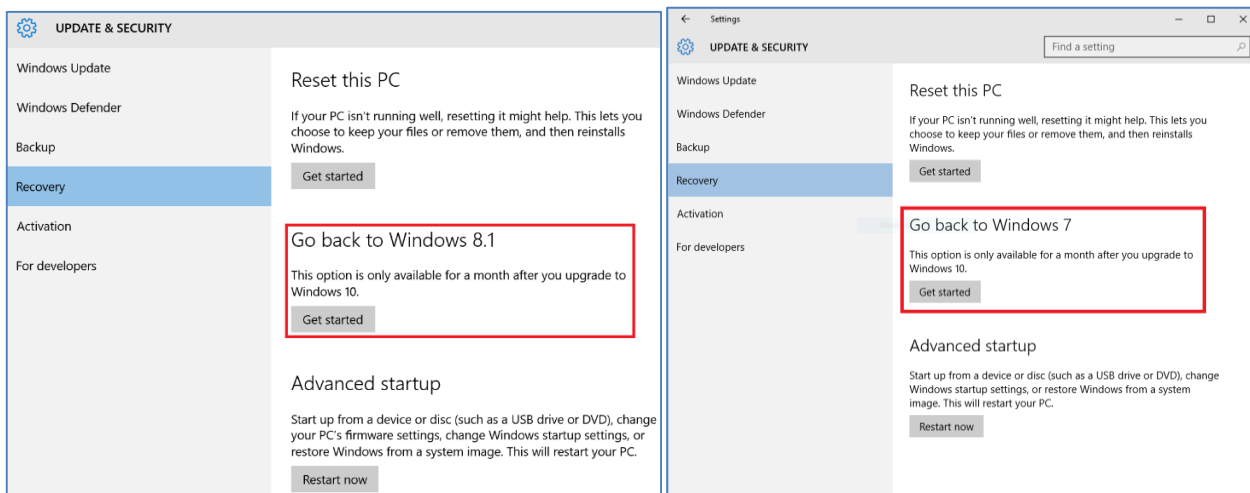 UPDATE & SECURITY
Windows Update
Windows Defender
Backup
Recovery
Activation
For developers
Reset this PC
If your PC isn't running well, resetting it might help. This lets you
choose to keep your files or remove them, and then reinstalls
Windows.
Get started
Go back to Windows 8.1
This option is only available for a month after you upgrade to
Windows 10.
Get started
Advanced startup
Start up from a device or disc (such as a USB drive or DVD), change
your PC's firmware settings, change Windows startup settings, or
restore Windows from a system image. This will restart your PC.
Restart now
Settings
UPDATE & SECURITY
Find a setting
Windows Update
Windows Defender
Backup
Recovery
Activation
For developers
Reset this PC
If your PC isn't running well, resetting it might help. This lets you
choose to keep your files or remove them, and then reinstalls
Windows.
Get started
Go back to Windows 7
This option is only available for a month after you upgrade to
Windows 10.
Get started
Advanced startup
Start up from a device or disc (such as a USB drive or DVD), change
Windows startup settings, or restore Windows from a system
image. This will restart your PC.
Restart now